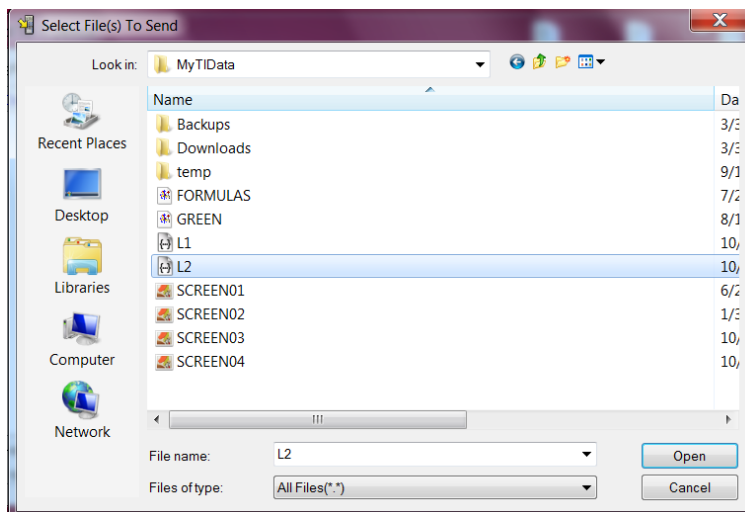 Select File(s) To Send
X
Look in: MyTIData
Name Da
Recent Places
Desktop
Libraries
Computer
Network
Backups 3/3
Downloads 3/3
temp 9/1
FORMULAS 7/2
GREEN 8/1
L1 10/
L2 10/
SCREEN01 6/2
SCREEN02 1/3
SCREEN03 10/
SCREEN04 10/
File name: L2 Open
Files of type: All Files(*.*) Cancel